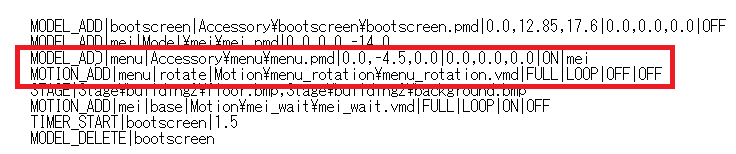 MODEL_ADD|bootscreen|Accessory¥bootscreen¥bootscreen.pmd|0.0,12.85,17.6|0.0,0.0,0.0|OFF
MODEL_ADD|mei|Model¥mei¥mei.pmd|0.0,0.0,-14.0
MODEL_ADD|menu|Accessory¥menu¥menu.pmd|0.0,-4.5,0.0|0.0,0.0,0.0|ON|mei
MOTION_ADD|menu|rotate|Motion¥menu_rotation¥menu_rotation.vmd|FULL|LOOP|OFF|OFF
STAGE|Stage¥building2¥floor.bmp,Stage¥building2¥background.bmp
MOTION_ADD|mei|base|Motion¥mei_wait¥mei_wait.vmd|FULL|LOOP|ON|OFF
TIMER_START|bootscreen|1.5
MODEL_DELETE|bootscreen